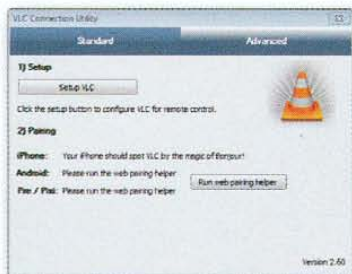 VLC Connection Utility
Standard Advanced
1) Setup
Setup VLC
Click the setup button to configure VLC for remote control.
2) Pairing
iPhone: Your iPhone should spot VLC by the magic of Bonjour!
Android: Please run the web pairing helper
Run web pairing helper
Pre / Pixi: Please run the web pairing helper
Version 2.60